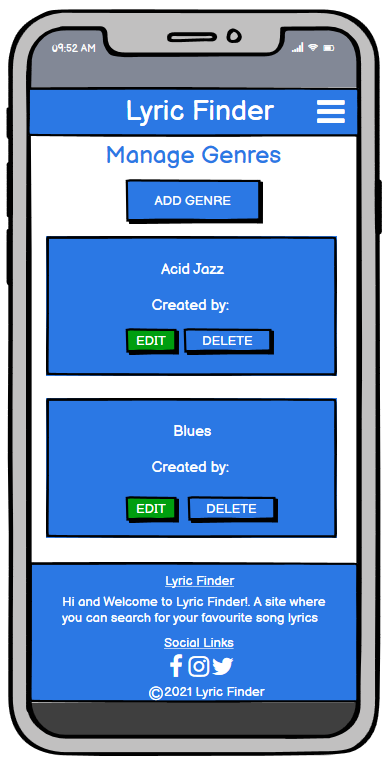 09:52 AM
Lyric Finder
Manage Genres
ADD GENRE
Acid Jazz
Created by:
EDIT DELETE
Blues
Created by:
EDIT DELETE
Lyric Finder
Hi and Welcome to Lyric Finder!. A site where
you can search for your favourite song lyrics
Social Links
©2021 Lyric Finder